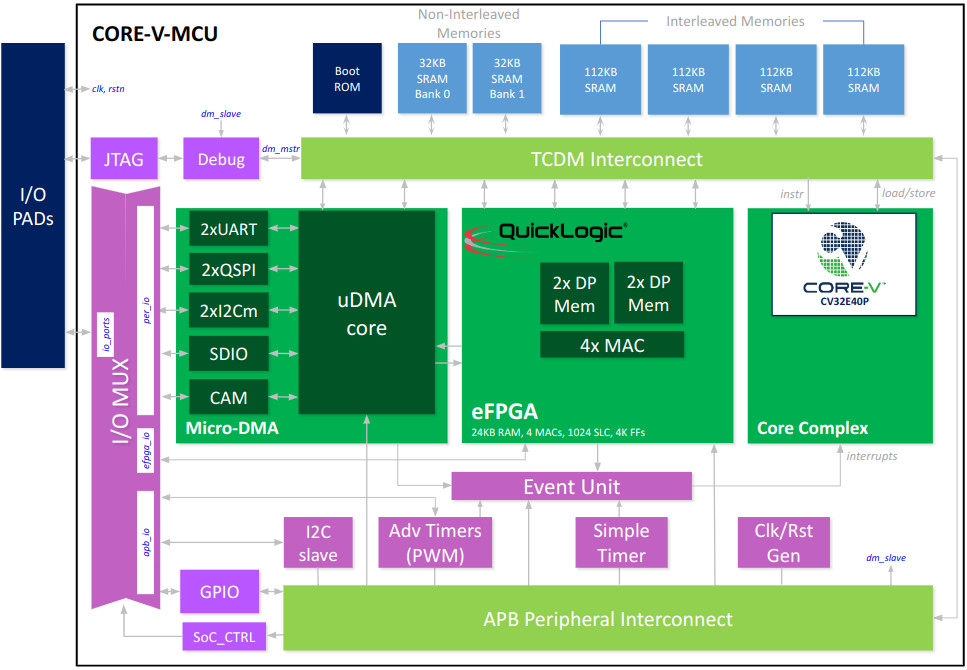 CORE-V-MCU
Non-Interleaved
Memories
Interleaved Memories
Boot
ROM
32KB
SRAM
Bank 0
32KB
SRAM
Bank 1
112KB
SRAM
112KB
SRAM
112KB
SRAM
112KB
SRAM
I/O
PADs
clk, rstn
dm_slave
JTAG
Debug
dm_mstr
TCDM Interconnect
instr
load/store
I/O MUX
io_ports
per_io
efpga_io
apb_io
2xUART
2xQSPI
2xI2Cm
SDIO
CAM
uDMA
core
Micro-DMA
QuickLogic®
2x DP
Mem
2x DP
Mem
4x MAC
eFPGA
24KB RAM, 4 MACs, 1024 SLC, 4K FFs
CORE-V™
CV32E40P
Core Complex
interrupts
Event Unit
I2C
slave
Adv Timers
(PWM)
Simple
Timer
Clk/Rst
Gen
dm_slave
GPIO
SoC_CTRL
APB Peripheral Interconnect